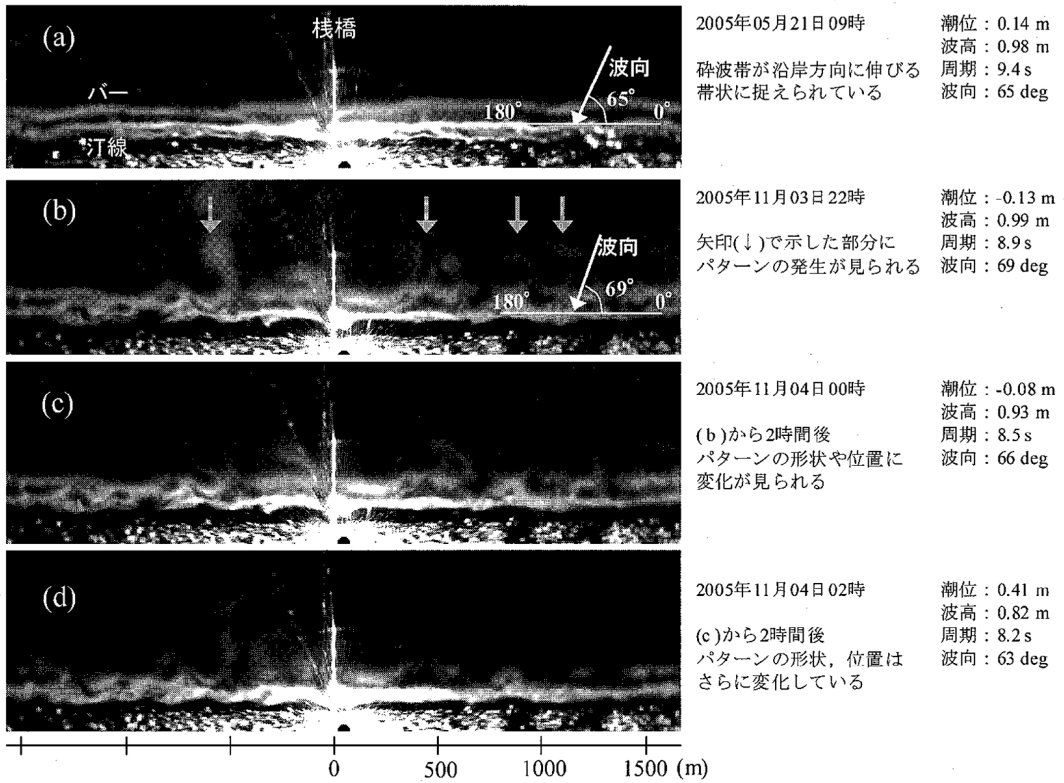 (a)
桟橋
波向
バー
65°
180°
0°
汀線
2005年05月21日09時
潮位：0.14 m
波高：0.98 m
砕波帯が沿岸方向に伸びる
周期：9.4 s
帯状に捉えられている
波向：65 deg
(b)
波向
69°
180°
0°
2005年11月03日22時
潮位：-0.13 m
波高：0.99 m
矢印(↓)で示した部分に
周期：8.9 s
パターンの発生が見られる
波向：69 deg
(c)
2005年11月04日00時
潮位：-0.08 m
波高：0.93 m
(b)から2時間後
周期：8.5 s
パターンの形状や位置に
波向：66 deg
変化が見られる
(d)
2005年11月04日02時
潮位：0.41 m
波高：0.82 m
(c)から2時間後
周期：8.2 s
パターンの形状，位置は
波向：63 deg
さらに変化している
0 500 1000 1500 (m)